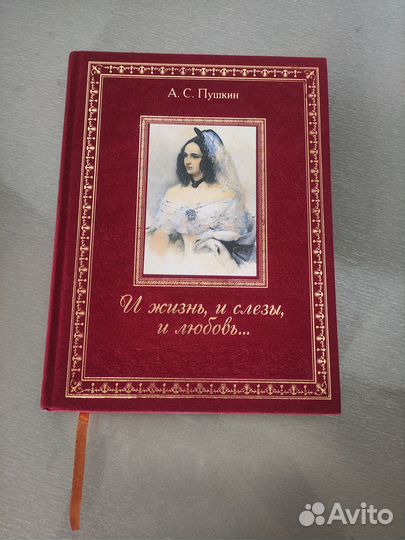 А. С. Пушкин
И жизнь, и слезы,
и любовь...
Avito